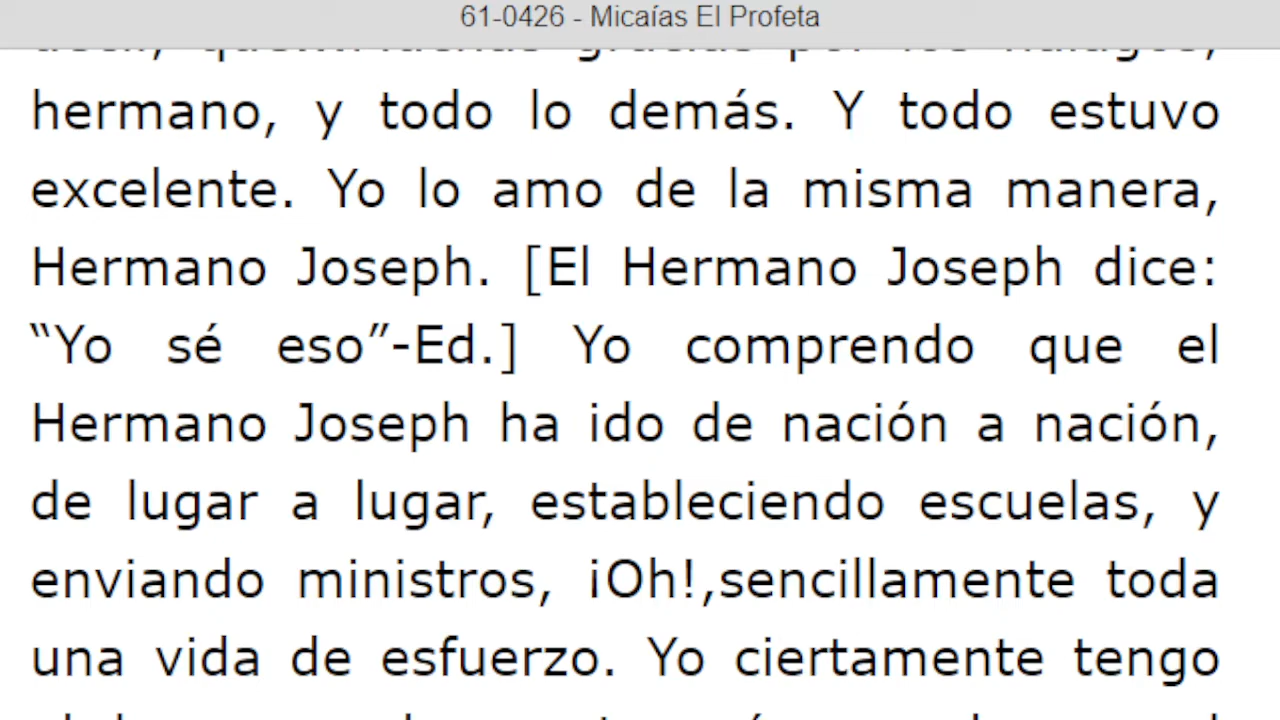 61-0426 - Micaías El Profeta
gracias por los
hermano, y todo lo demás. Y todo estuvo
excelente. Yo lo amo de la misma manera,
Hermano Joseph. [El Hermano Joseph dice:
“Yo sé eso”-Ed.] Yo comprendo que el
Hermano Joseph ha ido de nación a nación,
de lugar a lugar, estableciendo escuelas, y
enviando ministros, ¡Oh!,sencillamente toda
una vida de esfuerzo. Yo ciertamente tengo